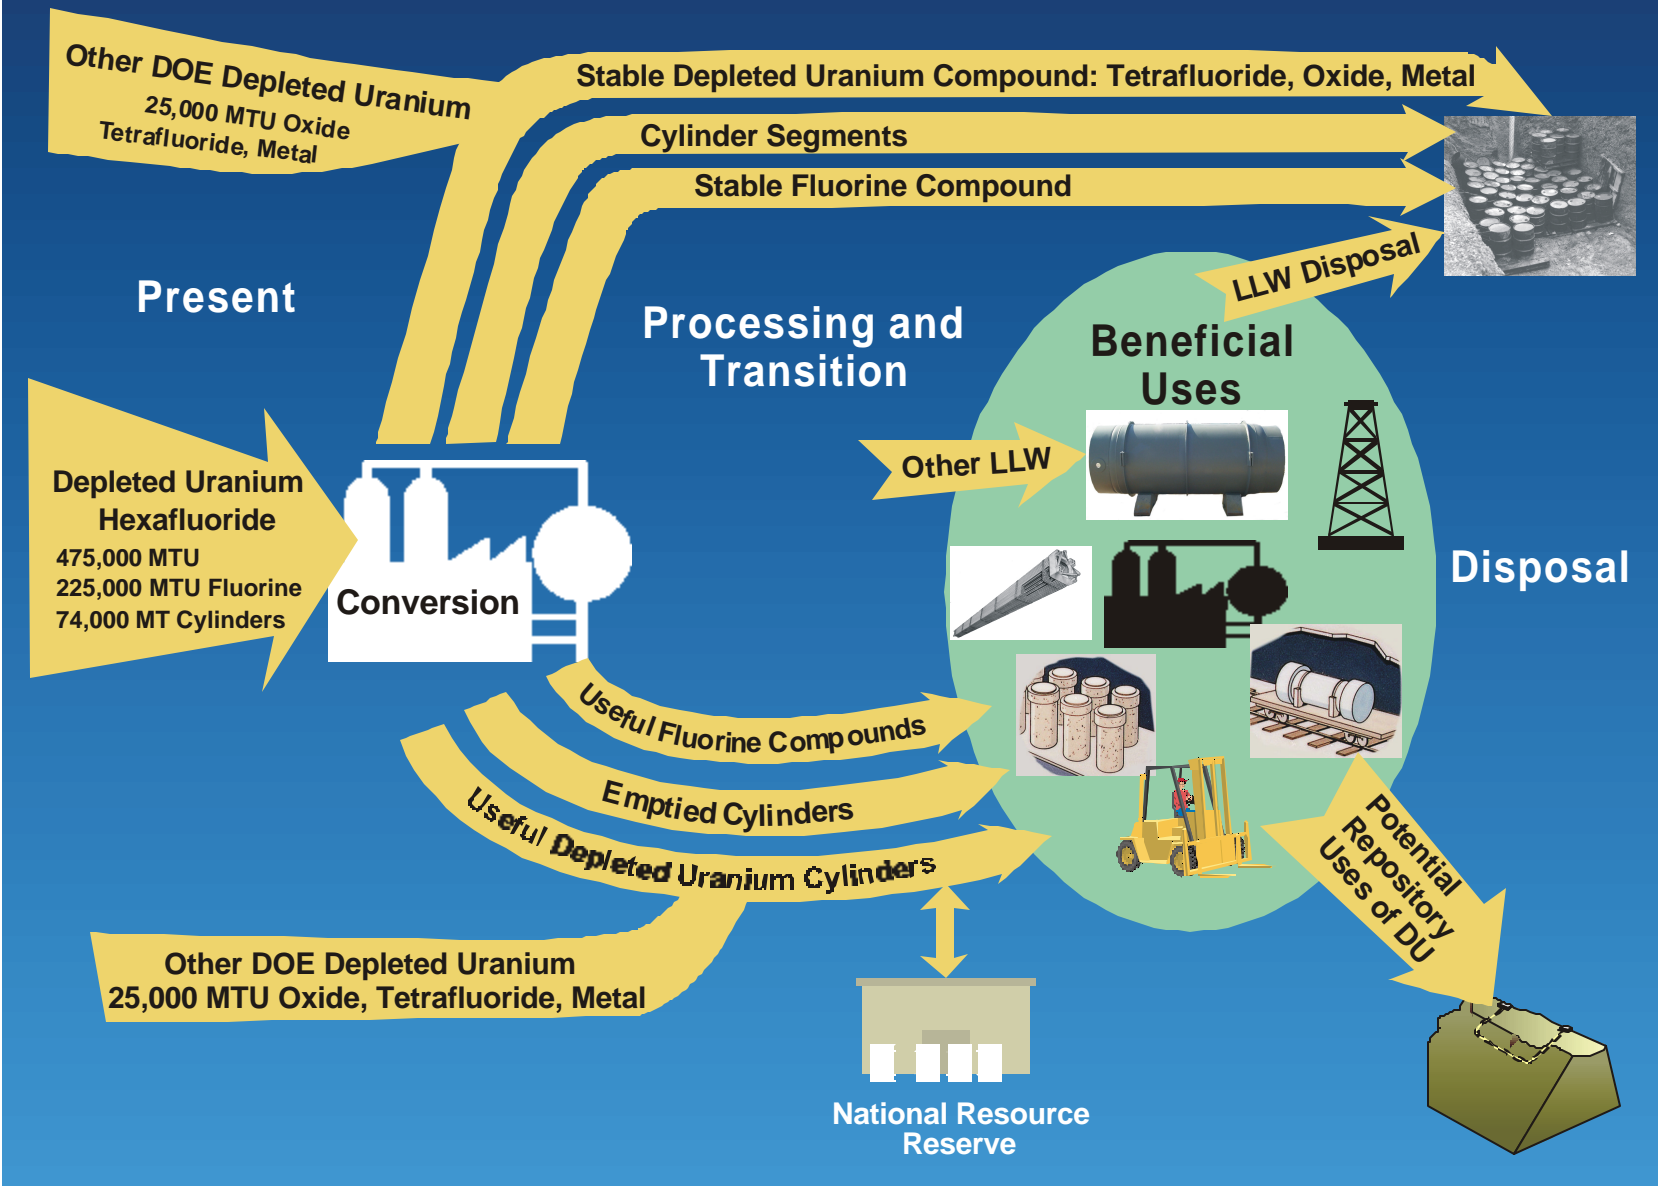 Other DOE Depleted Uranium
25,000 MTU Oxide
Tetrafluoride, Metal
Stable Depleted Uranium Compound: Tetrafluoride, Oxide, Metal
Cylinder Segments
Stable Fluorine Compound
LLW Disposal
Present
Processing and
Transition
Beneficial
Uses
Other LLW
Depleted Uranium
Hexafluoride
475,000 MTU
225,000 MTU Fluorine
74,000 MT Cylinders
Conversion
Disposal
Useful Fluorine Compounds
Emptied Cylinders
Useful Depleted Uranium Cylinders
Potential
Repository
Uses of DU
Other DOE Depleted Uranium
25,000 MTU Oxide, Tetrafluoride, Metal
National Resource
Reserve